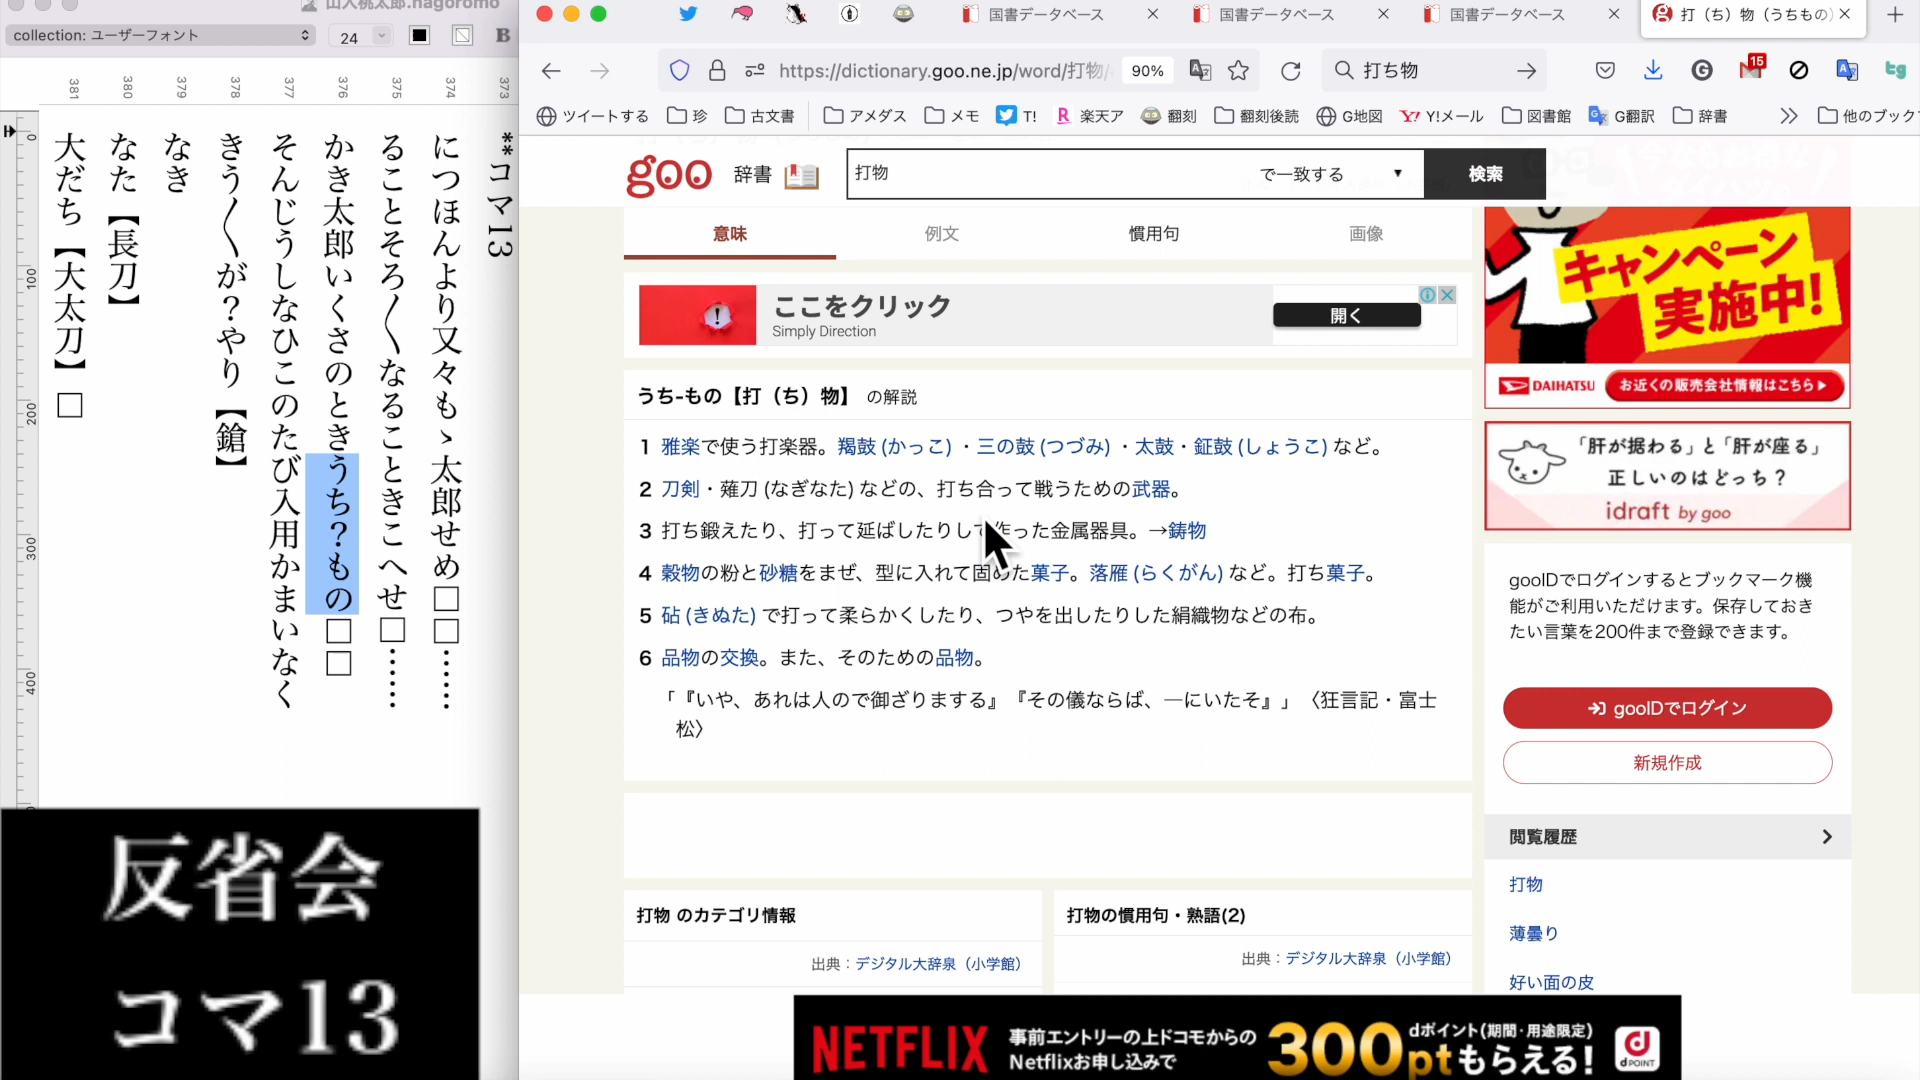 collection: ユーザーフォント
24
B
381
380
379
378
377
376
375
374
373
0
100
200
300
400
**コマ13
につほんより又々もゝ太郎せめ□□……
ることそろ〳〵なることきこへせ□……
かき太郎いくさのときうち？もの□□
そんじうしなひこのたび入用かまいなく
きう〳〵が？やり【鎗】
なき
なた【長刀】
大だち【大太刀】□
反省会
コマ13
国書データベース
国書データベース
国書データベース
打（ち）物（うちもの）
https://dictionary.goo.ne.jp/word/打物/
90%
打ち物
15
ツイートする
珍
古文書
アメダス
メモ
T!
楽天ア
翻刻
翻刻後読
G地図
Y!メール
図書館
G翻訳
辞書
他のブック
goo 辞書
打物
で一致する
検索
意味
例文
慣用句
画像
ここをクリック
Simply Direction
開く
うち‐もの【打（ち）物】 の解説
1 雅楽で使う打楽器。羯鼓 (かっこ) ・三の鼓 (つづみ) ・太鼓・鉦鼓 (しょうこ) など。
2 刀剣・薙刀 (なぎなた) などの、打ち合って戦うための武器。
3 打ち鍛えたり、打って延ばしたりして作った金属器具。→鋳物
4 穀物の粉と砂糖をまぜ、型に入れて固めた菓子。落雁 (らくがん) など。打ち菓子。
5 砧 (きぬた) で打って柔らかくしたり、つやを出したりした絹織物などの布。
6 品物の交換。また、そのための品物。
「『いや、あれは人ので御ざりまする』『その儀ならば、―にいたそ』」〈狂言記・富士
松〉
打物 のカテゴリ情報
出典：デジタル大辞泉（小学館）
打物の慣用句・熟語(2)
出典：デジタル大辞泉（小学館）
キャンペーン
実施中!
DAIHATSU
お近くの販売会社情報はこちら
「肝が据わる」と「肝が座る」
正しいのはどっち？
idraft by goo
gooIDでログインするとブックマーク機
能がご利用いただけます。保存しておき
たい言葉を200件まで登録できます。
gooIDでログイン
新規作成
閲覧履歴
打物
薄曇り
好い面の皮
NETFLIX
事前エントリーの上ドコモからの
Netflixお申し込みで
300pt
dポイント(期間・用途限定)
もらえる!
d POINT